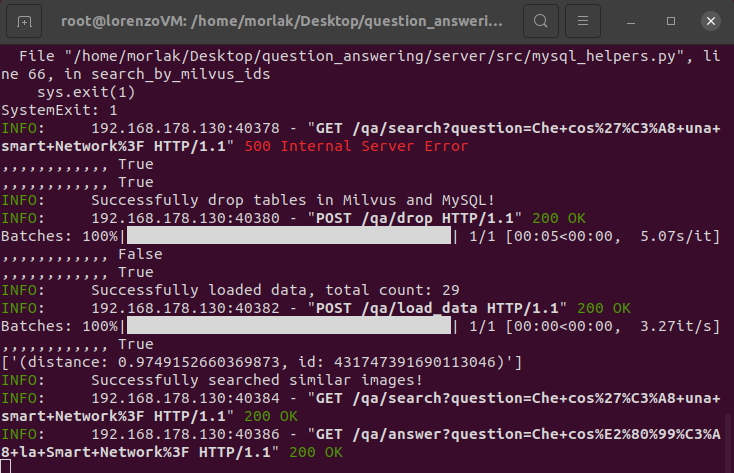 root@lorenzoVM: /home/morlak/Desktop/question_answeri...
File "/home/morlak/Desktop/question_answering/server/src/mysql_helpers.py", li
ne 66, in search_by_milvus_ids
sys.exit(1)
SystemExit: 1
INFO:     192.168.178.130:40378 - "GET /qa/search?question=Che+cos%27%C3%A8+una+
smart+Network%3F HTTP/1.1" 500 Internal Server Error
,,,,,,,,,,,, True
,,,,,,,,,,,, True
INFO:     Successfully drop tables in Milvus and MySQL!
INFO:     192.168.178.130:40380 - "POST /qa/drop HTTP/1.1" 200 OK
Batches: 100%| | 1/1 [00:05<00:00,  5.07s/it]
,,,,,,,,,,,, False
,,,,,,,,,,,, True
INFO:     Successfully loaded data, total count: 29
INFO:     192.168.178.130:40382 - "POST /qa/load_data HTTP/1.1" 200 OK
Batches: 100%| | 1/1 [00:00<00:00,  3.27it/s]
,,,,,,,,,,,, True
['(distance: 0.9749152660369873, id: 431747391690113046)']
INFO:     Successfully searched similar images!
INFO:     192.168.178.130:40384 - "GET /qa/search?question=Che+cos%27%C3%A8+una+
smart+Network%3F HTTP/1.1" 200 OK
INFO:     192.168.178.130:40386 - "GET /qa/answer?question=Che+cos%E2%80%99%C3%A
8+la+Smart+Network%3F HTTP/1.1" 200 OK